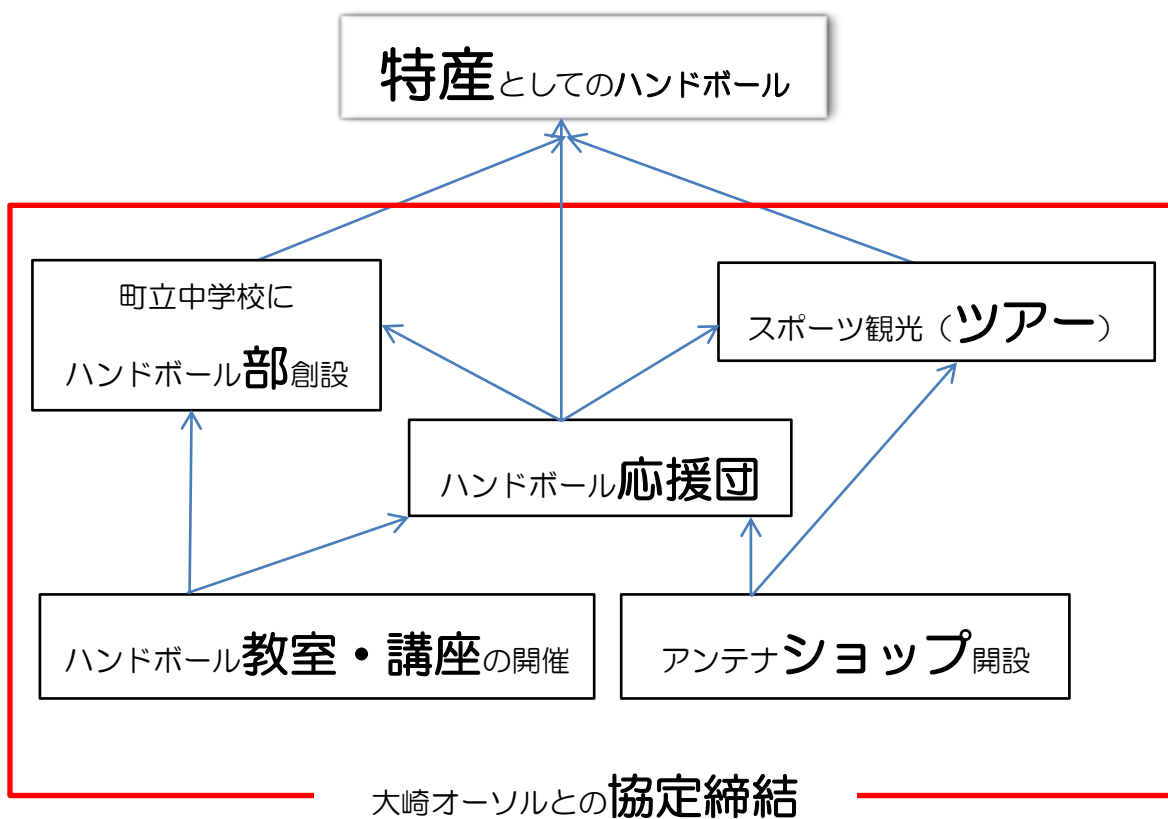 特産としてのハンドボール
町立中学校に
ハンドボール部創設
スポーツ観光（ツアー）
ハンドボール応援団
ハンドボール教室・講座の開催
アンテナショップ開設
大崎オーソルとの協定締結